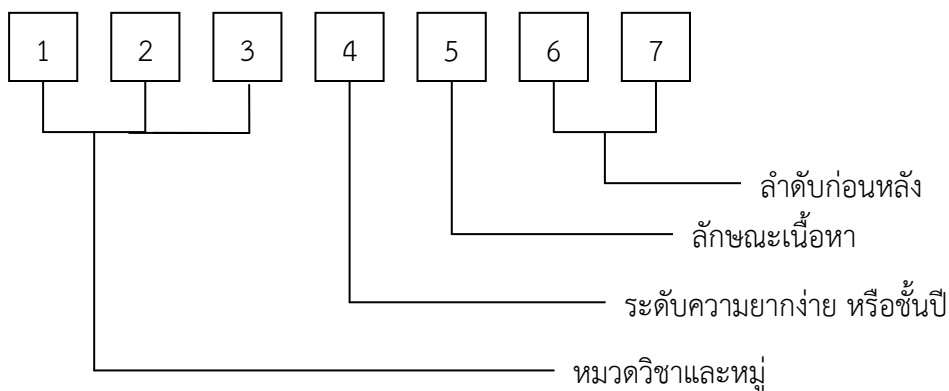 1 2 3 4 5 6 7
ลำดับก่อนหลัง
ลักษณะเนื้อหา
ระดับความยากง่าย หรือชั้นปี
หมวดวิชาและหมู่